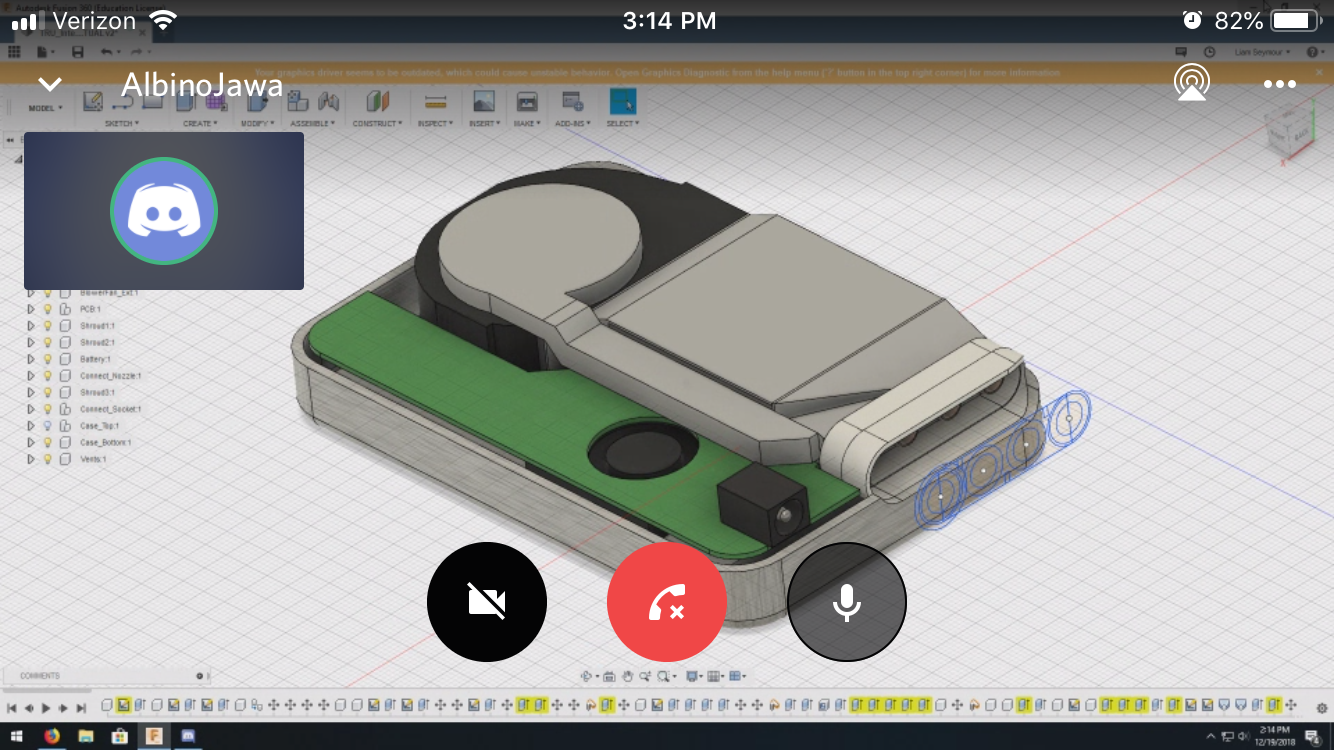 Autodesk Fusion 360 (Education License)
Verizon 3:14 PM 82%
Liam Seymour
Your graphics driver seems to be outdated, which could cause unstable behavior. Open Graphics Diagnostic from the help menu ('?' button in the top right corner) for more information.
AlbinoJawa
MODEL
SKETCH CREATE MODIFY ASSEMBLE CONSTRUCT INSPECT INSERT MAKE ADD-INS SELECT
BACK
X
BlowerFan_Ext:1
PCB:1
Shroud1:1
Shroud2:1
Battery:1
Connect_Nozzle:1
Shroud3:1
Connect_Socket:1
Case_Top:1
Case_Bottom:1
Vents:1
COMMENTS
2:14 PM
12/19/2018
4